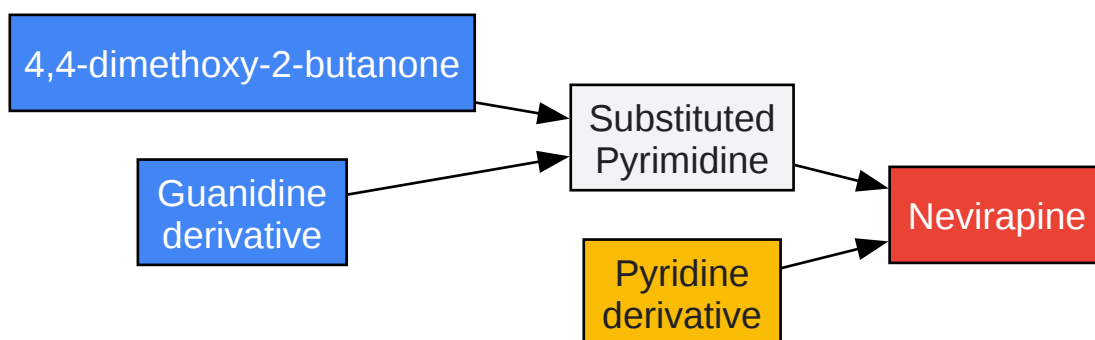 4,4-dimethoxy-2-butanone
Guanidine
derivative
Substituted
Pyrimidine
Pyridine
derivative
Nevirapine